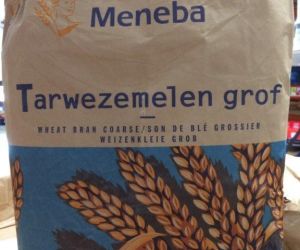 Meneba
Tarwezemelen grof
WHEAT BRAN COARSE/SON DE BLÉ GROSSIER
WEIZENKLEIE GROB